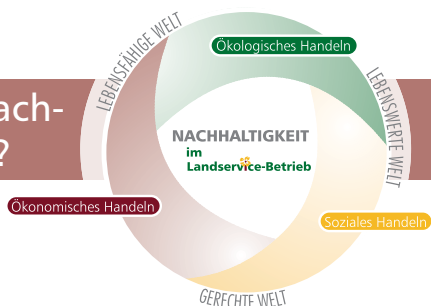 LEBENSFÄHIGE WELT
Ökologisches Handeln
ach-
?
LEBENSWERTE WELT
NACHHALTIGKEIT
im
Landservice-Betrieb
Ökonomisches Handeln
Soziales Handeln
GERECHTE WELT